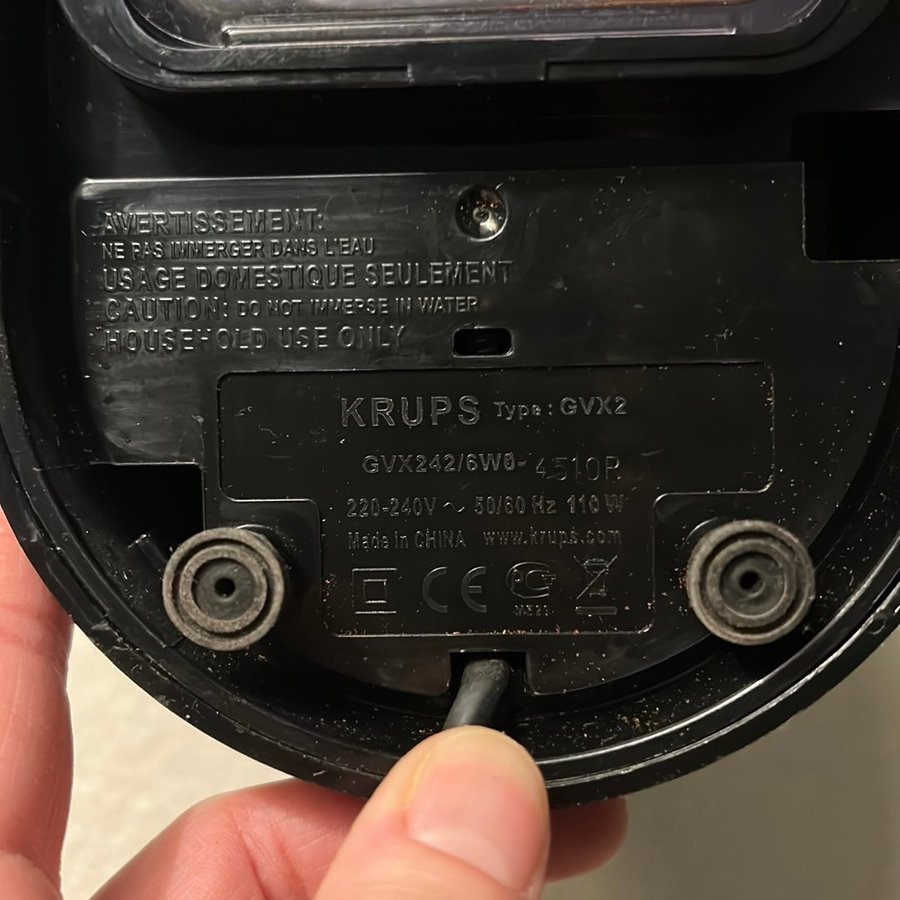 AVERTISSEMENT:
NE PAS IMMERGER DANS L'EAU
USAGE DOMESTIQUE SEULEMENT
CAUTION: DO NOT IMMERSE IN WATER
HOUSEHOLD USE ONLY
KRUPS Type: GVX2
GVX242/6W0- 4510R
220-240V ~ 50/60 Hz 110 W
Made in CHINA www.krups.com
CE